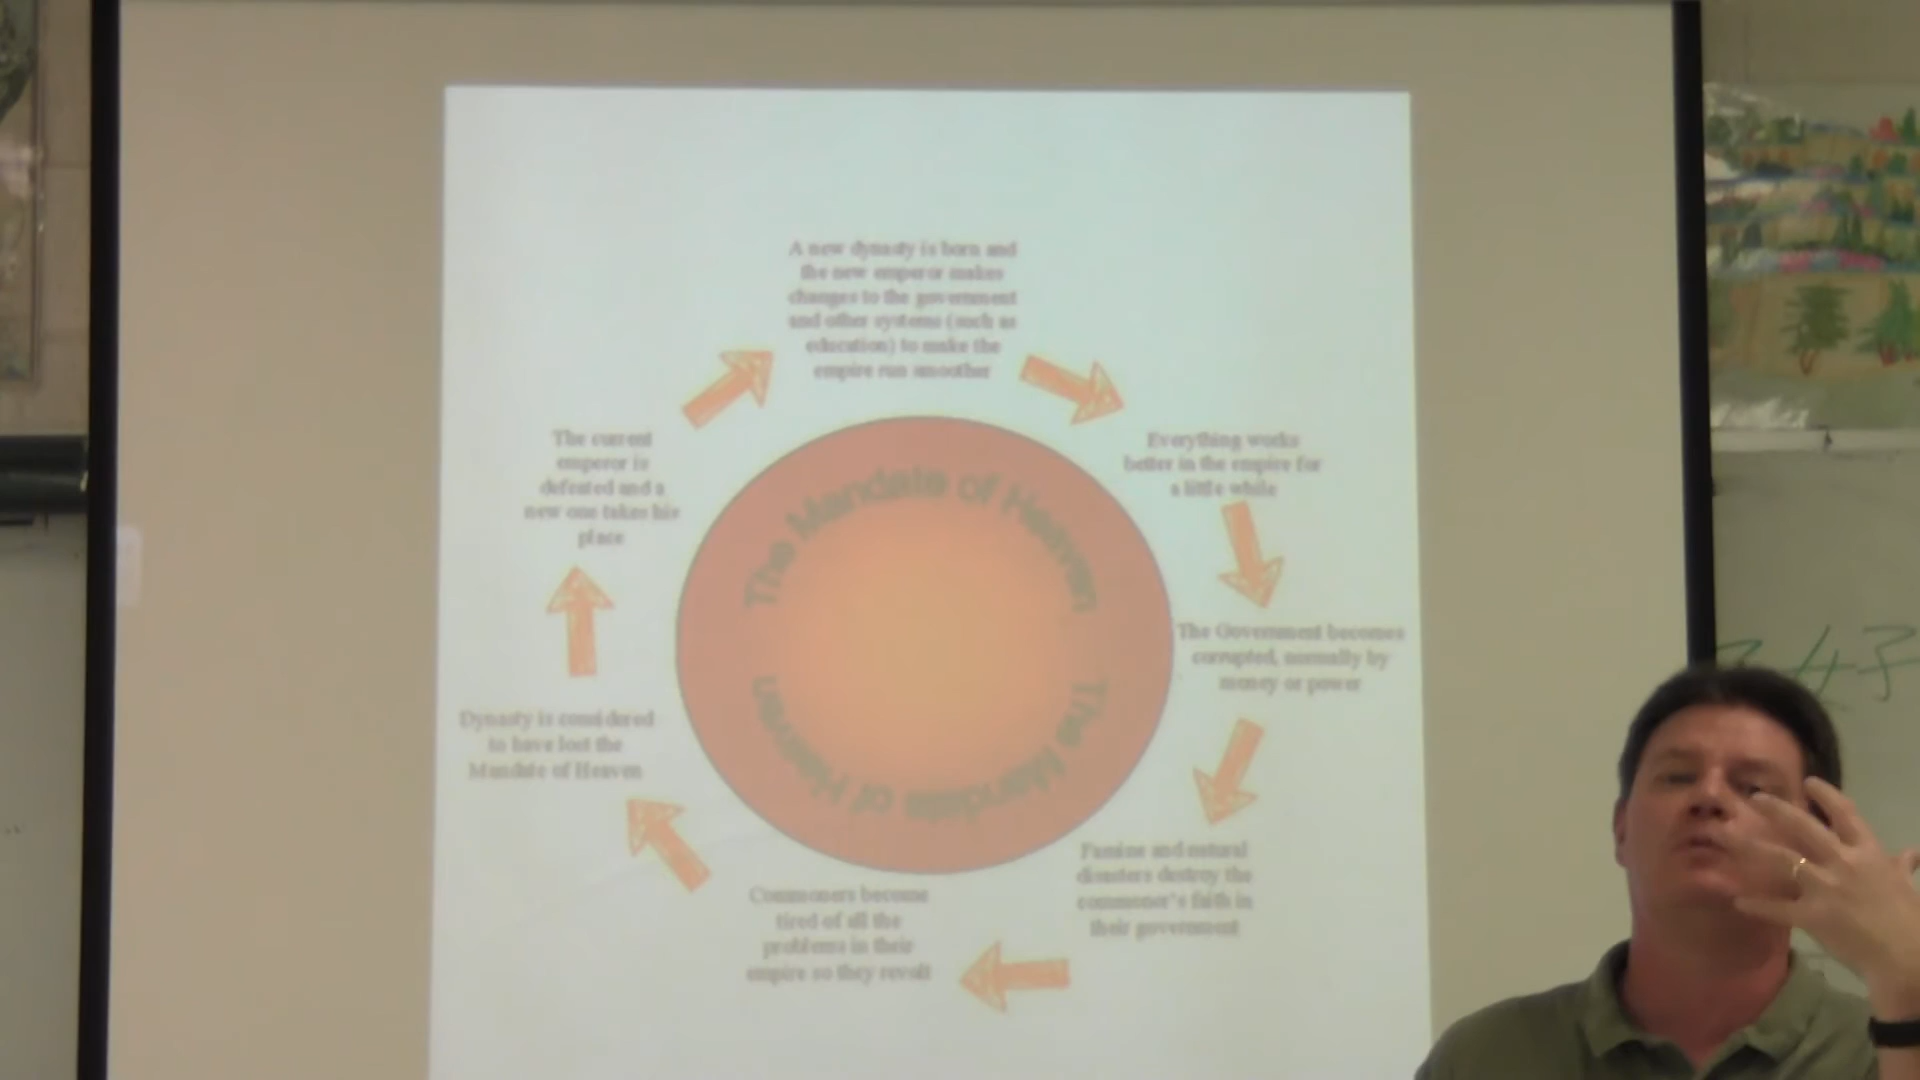 A new dynasty is born and
the new emperor makes
changes to the government
and other systems (such as
education) to make the
empire run smoother
Everything works
better in the empire for
a little while
The Government becomes
corrupted, normally by
money or power
Famine and natural
disasters destroy the
commoner's faith in
their government
Commoners become
tired of all the
problems in their
empire so they revolt
Dynasty is considered
to have lost the
Mandate of Heaven
The current
emperor is
defeated and a
new one takes his
place
The Mandate of Heaven
The Mandate of Heaven